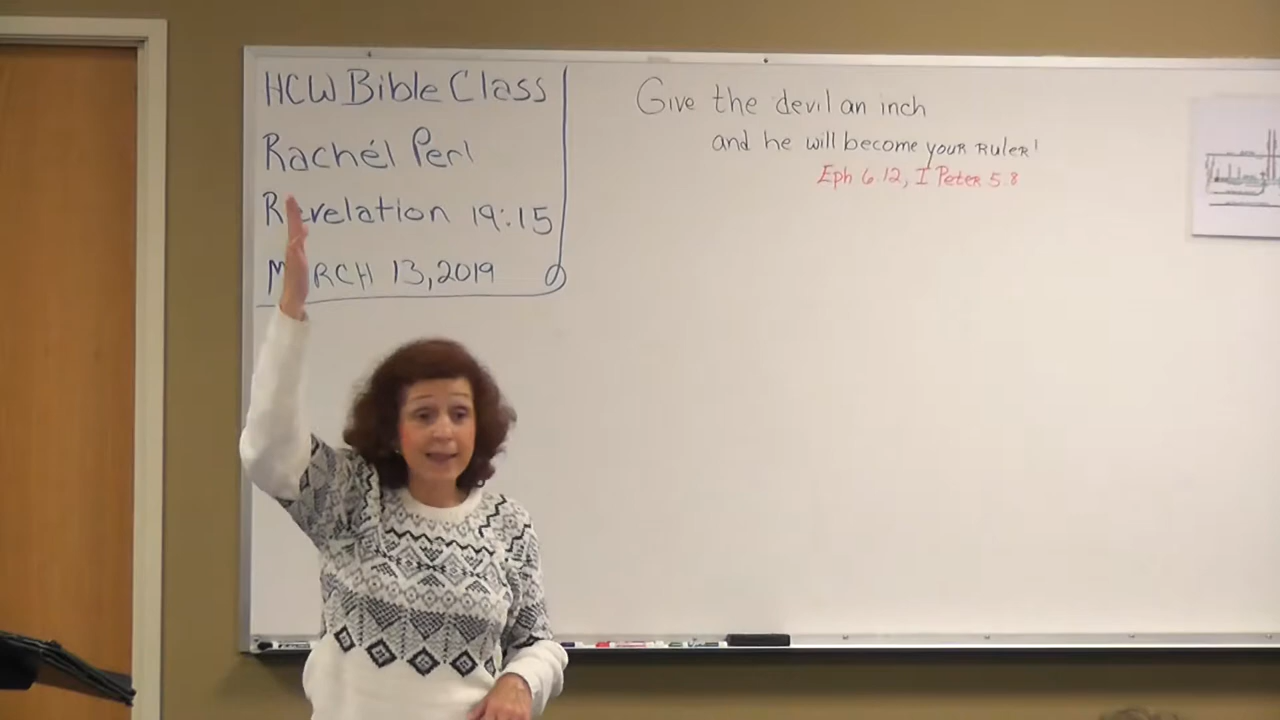 HCW Bible Class
Rachél Perl
Revelation 19:15
MARCH 13, 2019
Give the devil an inch
and he will become YOUR RULER!
Eph 6.12, I Peter 5.8